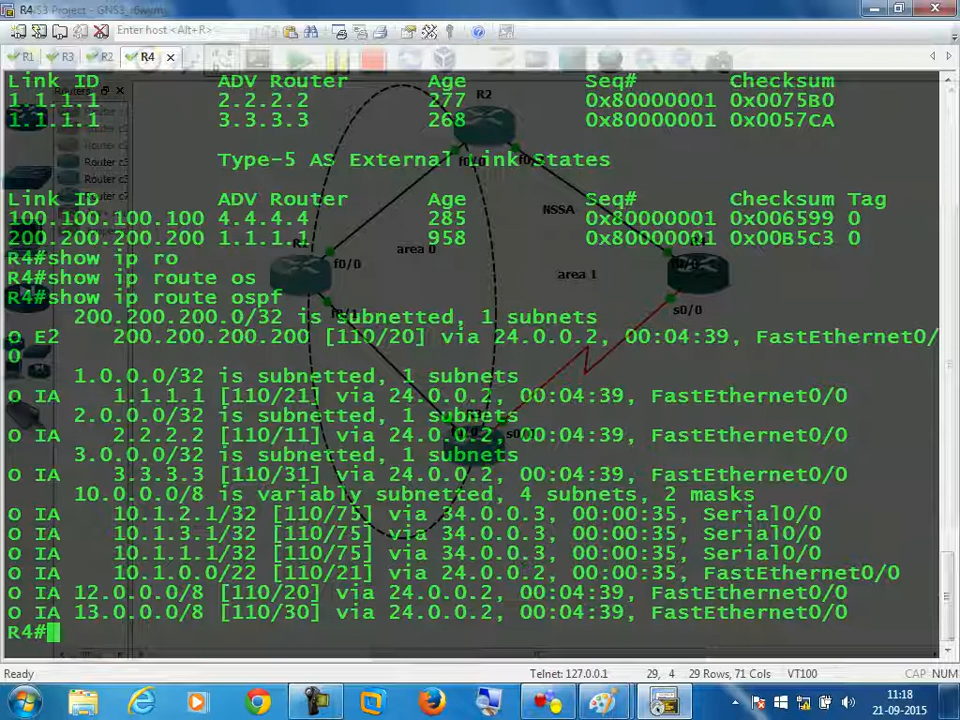 R4
GNS3 Project - GNS3
Enter host <Alt+R>
R1 R3 R2 R4
Link ID ADV Router Age Seq# Checksum
1.1.1.1 2.2.2.2 277 0x80000001 0x0075B0
1.1.1.1 3.3.3.3 268 0x80000001 0x0057CA
Type-5 AS External Link States
Link ID ADV Router Age Seq# Checksum Tag
100.100.100.100 4.4.4.4 285 0x80000001 0x006599 0
200.200.200.200 1.1.1.1 958 0x80000001 0x00B5C3 0
R4#show ip ro
R4#show ip route os
R4#show ip route ospf
200.200.200.0/32 is subnetted, 1 subnets
O E2 200.200.200.200 [110/20] via 24.0.0.2, 00:04:39, FastEthernet0/
0
1.0.0.0/32 is subnetted, 1 subnets
O IA 1.1.1.1 [110/21] via 24.0.0.2, 00:04:39, FastEthernet0/0
2.0.0.0/32 is subnetted, 1 subnets
O IA 2.2.2.2 [110/11] via 24.0.0.2, 00:04:39, FastEthernet0/0
3.0.0.0/32 is subnetted, 1 subnets
O IA 3.3.3.3 [110/31] via 24.0.0.2, 00:04:39, FastEthernet0/0
10.0.0.0/8 is variably subnetted, 4 subnets, 2 masks
O IA 10.1.2.1/32 [110/75] via 34.0.0.3, 00:00:35, Serial0/0
O IA 10.1.3.1/32 [110/75] via 34.0.0.3, 00:00:35, Serial0/0
O IA 10.1.1.1/32 [110/75] via 34.0.0.3, 00:00:35, Serial0/0
O IA 10.1.0.0/22 [110/21] via 24.0.0.2, 00:00:35, FastEthernet0/0
O IA 12.0.0.0/8 [110/20] via 24.0.0.2, 00:04:39, FastEthernet0/0
O IA 13.0.0.0/8 [110/30] via 24.0.0.2, 00:04:39, FastEthernet0/0
R4#
Routers
Router c
Router c
Router c
Router c
R2
NSSA
area 0
f0/0
area 1
s0/0
Ready Telnet: 127.0.0.1 29, 4 29 Rows, 71 Cols VT100 CAP NUM
11:18
21-09-2015